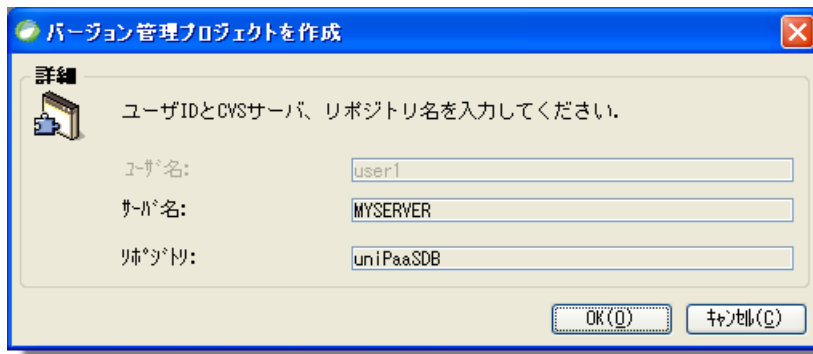 バージョン管理プロジェクトを作成
詳細
ユーザIDとCVSサーバ、リポジトリ名を入力してください.
ﾕｰｻﾞ名: user1
ｻｰﾊﾞ名: MYSERVER
ﾘﾎﾟｼﾞﾄﾘ: uniPaaSDB
OK(O) ｷｬﾝｾﾙ(C)